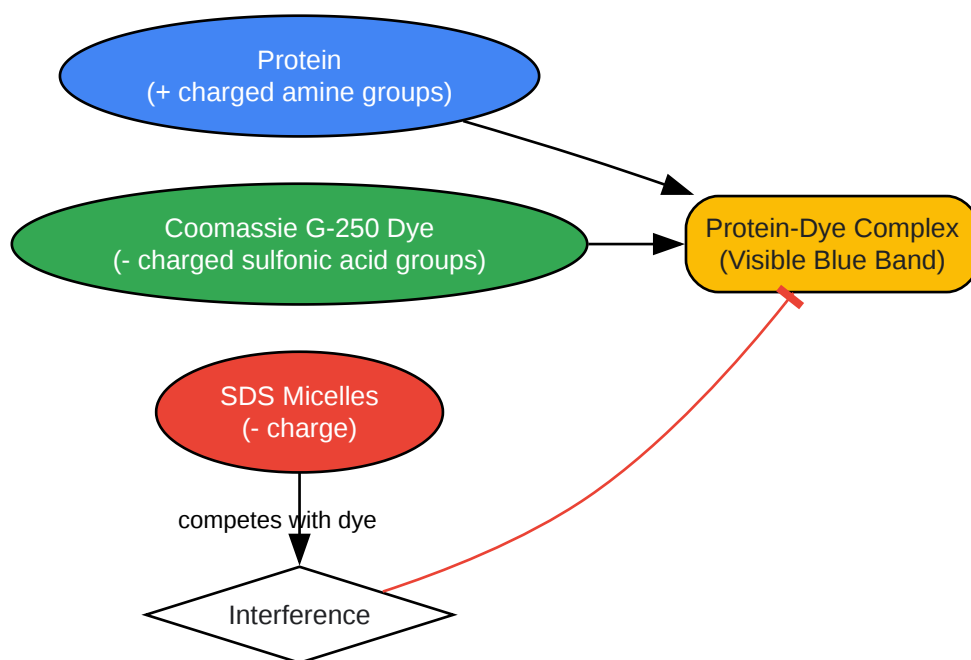 Protein
(+ charged amine groups)
Coomassie G-250 Dye
(- charged sulfonic acid groups)
Protein-Dye Complex
(Visible Blue Band)
SDS Micelles
(- charge)
competes with dye
Interference